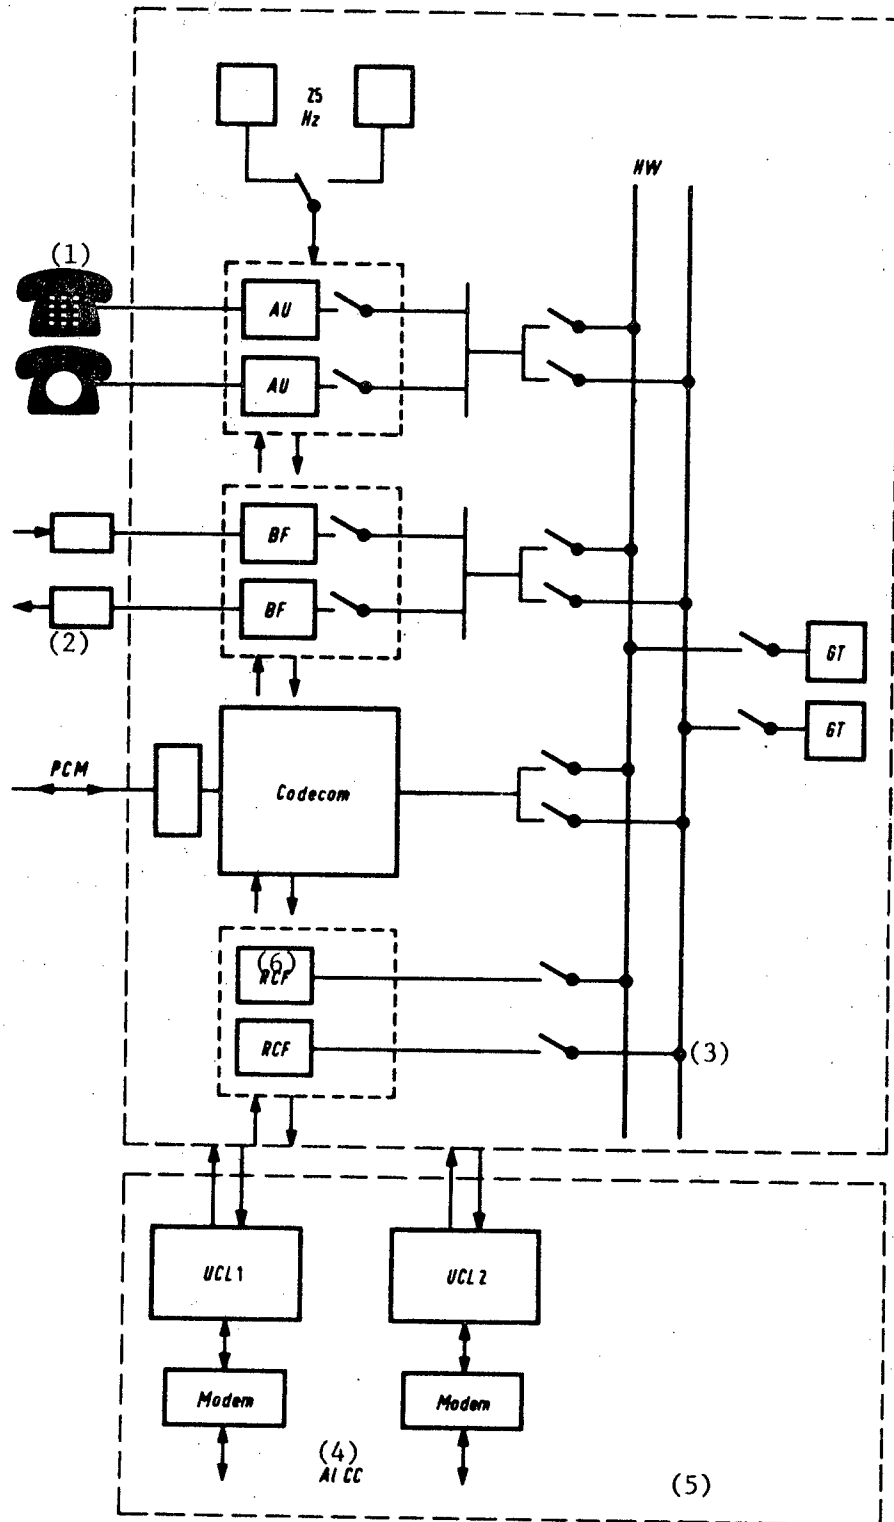 25
Hz
HW
(1)
AU
AU
BF
BF
(2)
GT
GT
PCM
Codecom
(6)
RCF
RCF
(3)
UCL1
UCL2
Modem
Modem
(4)
AI CC
(5)